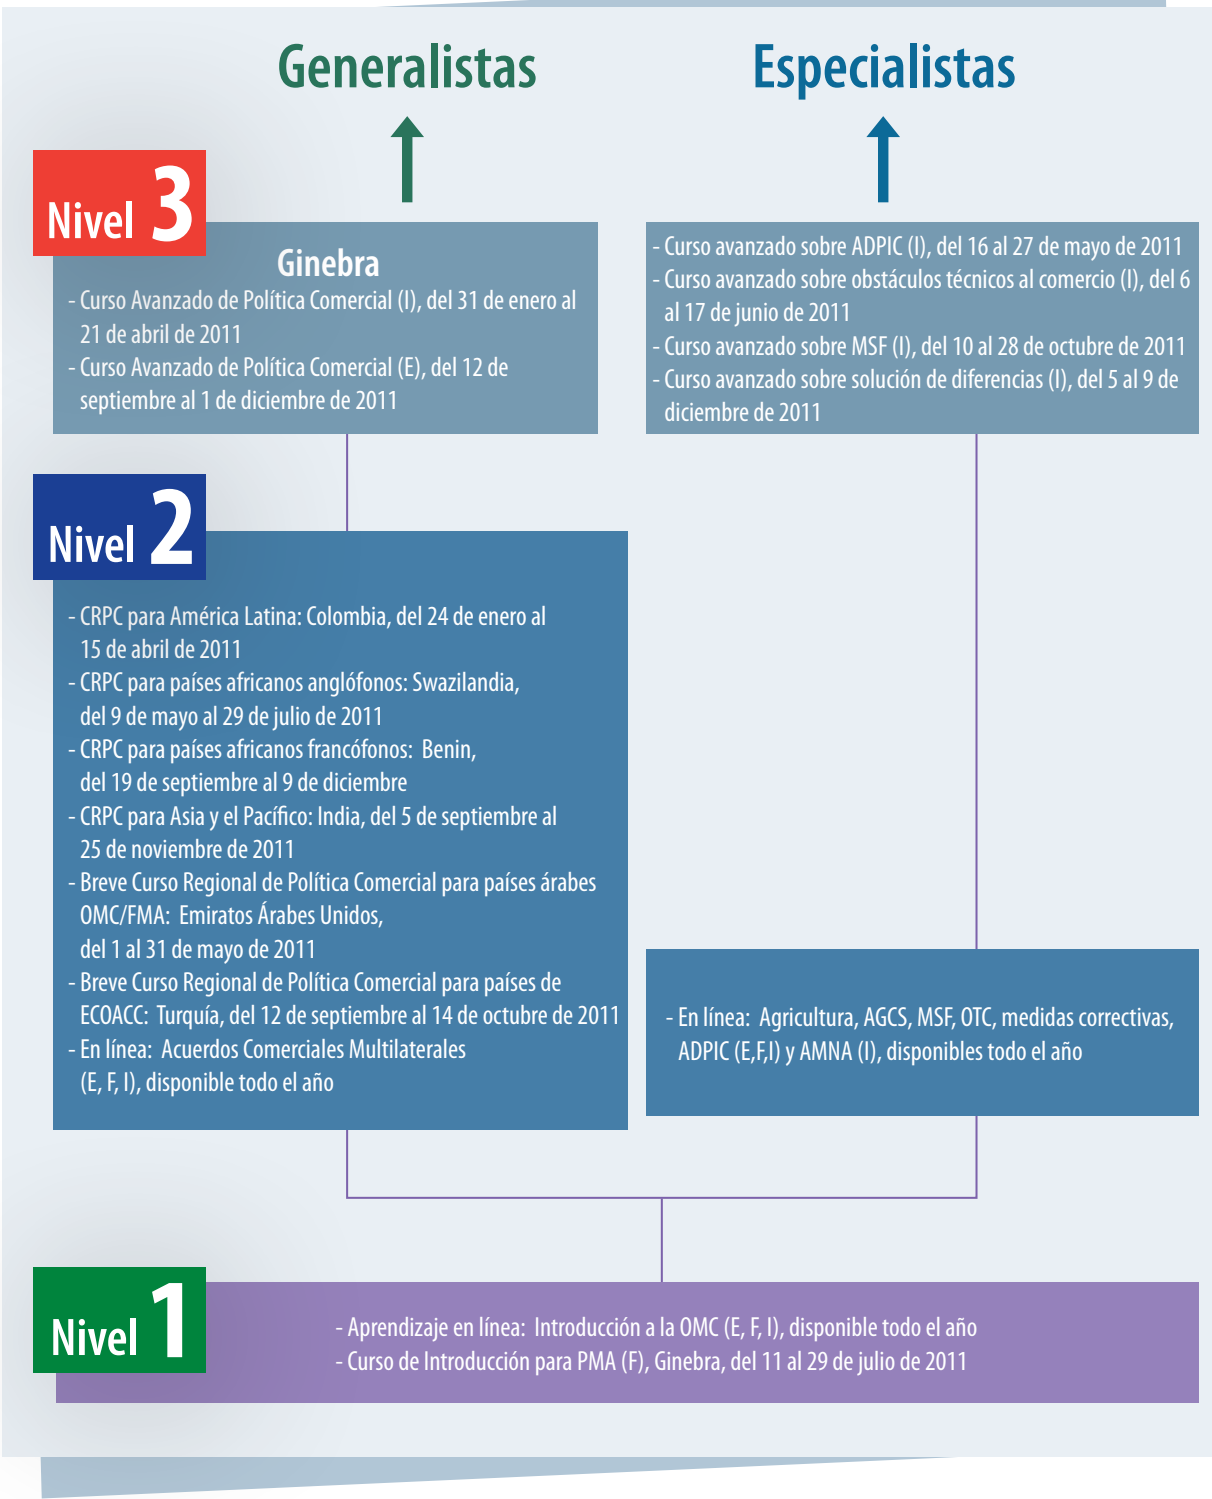 Generalistas
Especialistas
Nivel 3
Ginebra
- Curso Avanzado de Política Comercial (I), del 31 de enero al
21 de abril de 2011
- Curso Avanzado de Política Comercial (E), del 12 de
septiembre al 1 de diciembre de 2011
- Curso avanzado sobre ADPIC (I), del 16 al 27 de mayo de 2011
- Curso avanzado sobre obstáculos técnicos al comercio (I), del 6
al 17 de junio de 2011
- Curso avanzado sobre MSF (I), del 10 al 28 de octubre de 2011
- Curso avanzado sobre solución de diferencias (I), del 5 al 9 de
diciembre de 2011
Nivel 2
- CRPC para América Latina: Colombia, del 24 de enero al
15 de abril de 2011
- CRPC para países africanos anglófonos: Swazilandia,
del 9 de mayo al 29 de julio de 2011
- CRPC para países africanos francófonos: Benin,
del 19 de septiembre al 9 de diciembre
- CRPC para Asia y el Pacífico: India, del 5 de septiembre al
25 de noviembre de 2011
- Breve Curso Regional de Política Comercial para países árabes
OMC/FMA: Emiratos Árabes Unidos,
del 1 al 31 de mayo de 2011
- Breve Curso Regional de Política Comercial para países de
ECOACC: Turquía, del 12 de septiembre al 14 de octubre de 2011
- En línea: Acuerdos Comerciales Multilaterales
(E, F, I), disponible todo el año
- En línea: Agricultura, AGCS, MSF, OTC, medidas correctivas,
ADPIC (E,F,I) y AMNA (I), disponibles todo el año
Nivel 1
- Aprendizaje en línea: Introducción a la OMC (E, F, I), disponible todo el año
- Curso de Introducción para PMA (F), Ginebra, del 11 al 29 de julio de 2011